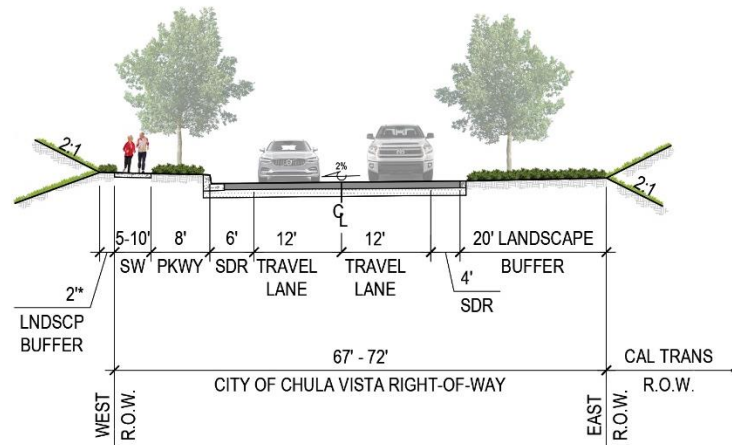 2:1
2%
2:1
CL
5-10' 8' 6' 12' 12' 20' LANDSCAPE
SW PKWY SDR TRAVEL TRAVEL BUFFER
LANE LANE
4'
SDR
2'*
LNDSCP
BUFFER
67' - 72'
CITY OF CHULA VISTA RIGHT-OF-WAY
CAL TRANS
R.O.W.
WEST
R.O.W.
EAST
R.O.W.